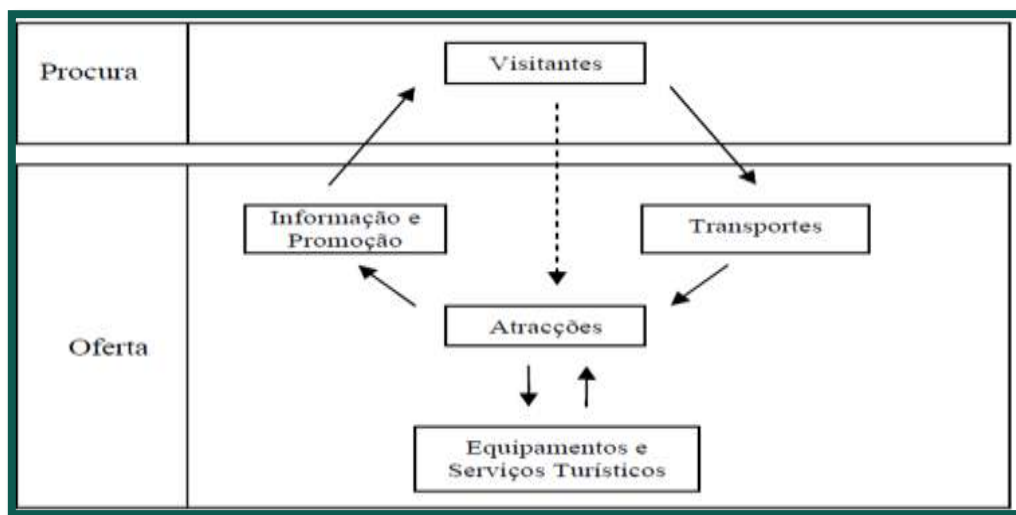 Procura
Visitantes
Informação e
Promoção
Transportes
Oferta
Atracções
Equipamentos e
Serviços Turísticos